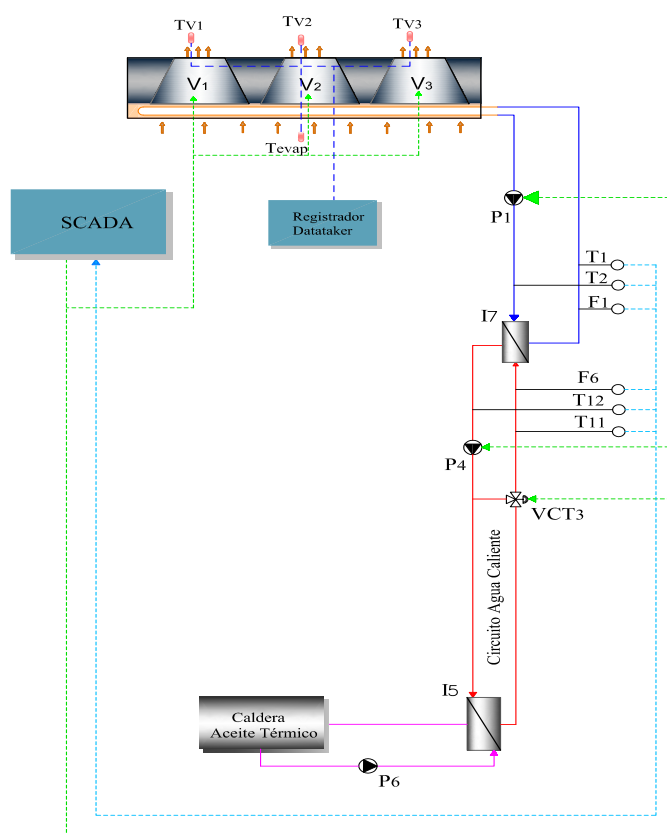 TV1
TV2
TV3
V1
V2
V3
Tevap
SCADA
Registrador
Datataker
P1
T1
T2
F1
I7
F6
T12
T11
P4
VCT3
Circuito Agua Caliente
I5
Caldera
Aceite Térmico
P6